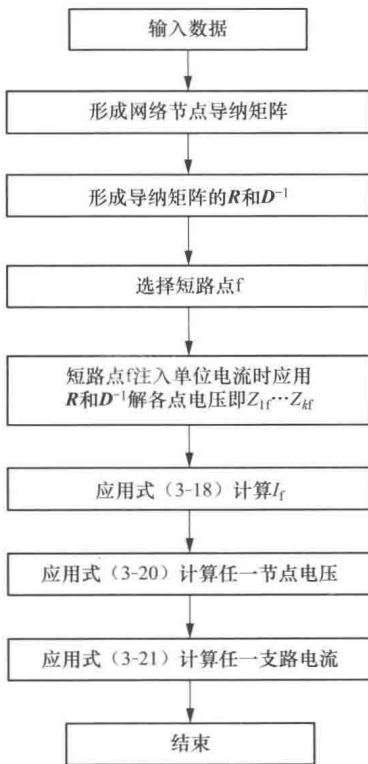 输入数据
形成网络节点导纳矩阵
形成导纳矩阵的R和D⁻¹
选择短路点f
短路点f注入单位电流时应用
R和D⁻¹解各点电压即Z1f⋯Zkf
应用式（3-18）计算If
应用式（3-20）计算任一节点电压
应用式（3-21）计算任一支路电流
结束